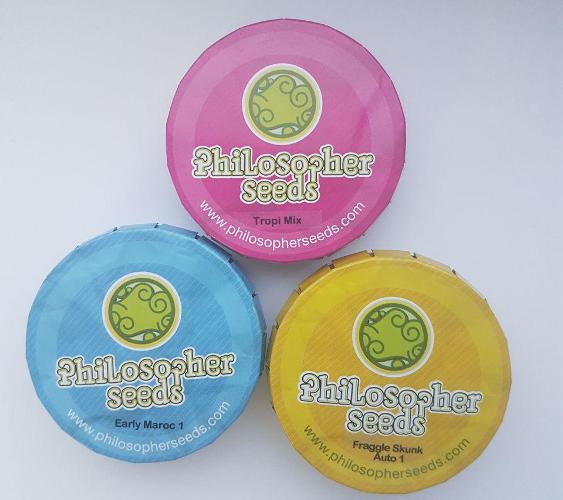 Philosopher
seeds
Tropi Mix
www.philosopherseeds.com
Philosopher
seeds
Early Maroc 1
www.philosopherseeds.com
Philosopher
seeds
Fraggle Skunk
Auto 1
www.philosopherseeds.com